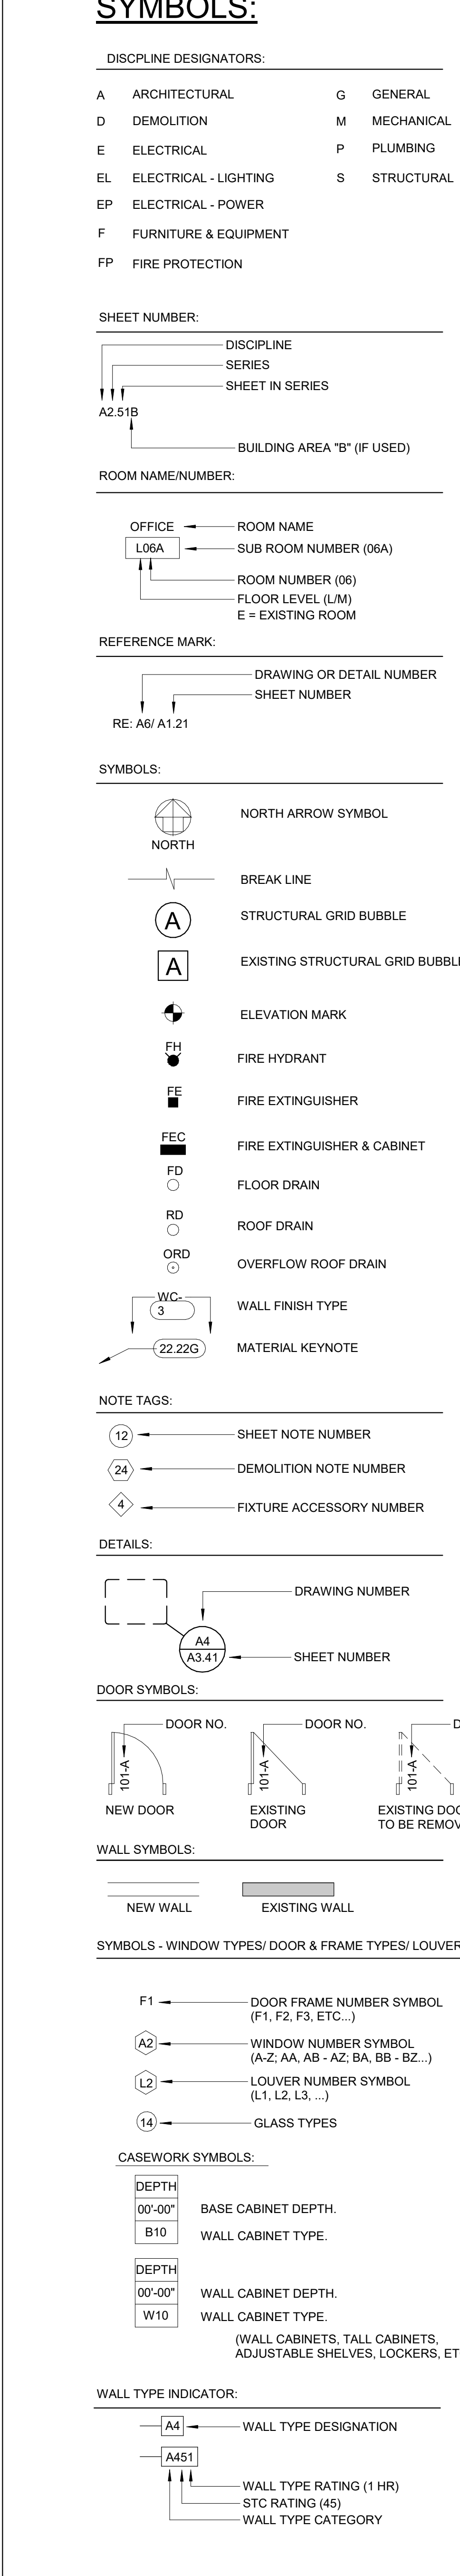 SYMBOLS:
DISCPLINE DESIGNATORS:
A ARCHITECTURAL G GENERAL
D DEMOLITION M MECHANICAL
E ELECTRICAL P PLUMBING
EL ELECTRICAL - LIGHTING S STRUCTURAL
EP ELECTRICAL - POWER
F FURNITURE & EQUIPMENT
FP FIRE PROTECTION
SHEET NUMBER:
DISCIPLINE
SERIES
SHEET IN SERIES
A2.51B
BUILDING AREA "B" (IF USED)
ROOM NAME/NUMBER:
OFFICE ROOM NAME
L06A SUB ROOM NUMBER (06A)
ROOM NUMBER (06)
FLOOR LEVEL (L/M)
E = EXISTING ROOM
REFERENCE MARK:
DRAWING OR DETAIL NUMBER
SHEET NUMBER
RE: A6/ A1.21
SYMBOLS:
NORTH ARROW SYMBOL
NORTH
BREAK LINE
A STRUCTURAL GRID BUBBLE
A EXISTING STRUCTURAL GRID BUBBLE
ELEVATION MARK
FH
FIRE HYDRANT
FE
FIRE EXTINGUISHER
FEC
FIRE EXTINGUISHER & CABINET
FD
FLOOR DRAIN
RD
ROOF DRAIN
ORD
OVERFLOW ROOF DRAIN
WC-
3 WALL FINISH TYPE
22.22G MATERIAL KEYNOTE
NOTE TAGS:
12 SHEET NOTE NUMBER
24 DEMOLITION NOTE NUMBER
4 FIXTURE ACCESSORY NUMBER
DETAILS:
DRAWING NUMBER
A4
A3.41 SHEET NUMBER
DOOR SYMBOLS:
DOOR NO. DOOR NO. D
101-A 101-A 101-A
NEW DOOR EXISTING EXISTING DOO
DOOR TO BE REMOV
WALL SYMBOLS:
NEW WALL EXISTING WALL
SYMBOLS - WINDOW TYPES/ DOOR & FRAME TYPES/ LOUVER
F1 DOOR FRAME NUMBER SYMBOL
(F1, F2, F3, ETC...)
A2 WINDOW NUMBER SYMBOL
(A-Z; AA, AB - AZ; BA, BB - BZ...)
L2 LOUVER NUMBER SYMBOL
(L1, L2, L3, ...)
14 GLASS TYPES
CASEWORK SYMBOLS:
DEPTH
00'-00" BASE CABINET DEPTH.
B10 WALL CABINET TYPE.
DEPTH
00'-00" WALL CABINET DEPTH.
W10 WALL CABINET TYPE.
(WALL CABINETS, TALL CABINETS,
ADJUSTABLE SHELVES, LOCKERS, ET
WALL TYPE INDICATOR:
A4 WALL TYPE DESIGNATION
A451
WALL TYPE RATING (1 HR)
STC RATING (45)
WALL TYPE CATEGORY